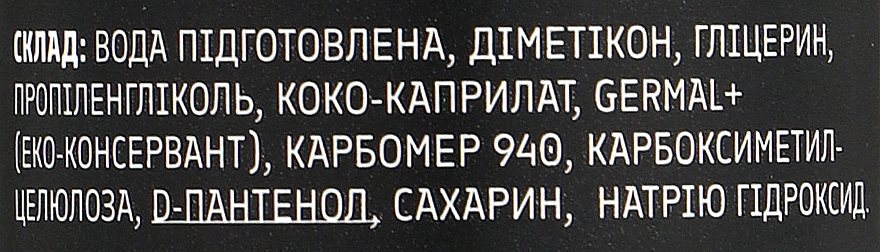 СКЛАД: ВОДА ПІДГОТОВЛЕНА, ДІМЕТІКОН, ГЛІЦЕРИН,
ПРОПІЛЕНГЛІКОЛЬ, КОКО-КАПРИЛАТ, GERMAL+
(ЕКО-КОНСЕРВАНТ), КАРБОМЕР 940, КАРБОКСИМЕТИЛ-
ЦЕЛЮЛОЗА, D-ПАНТЕНОЛ, САХАРИН, НАТРІЮ ГІДРОКСИД.